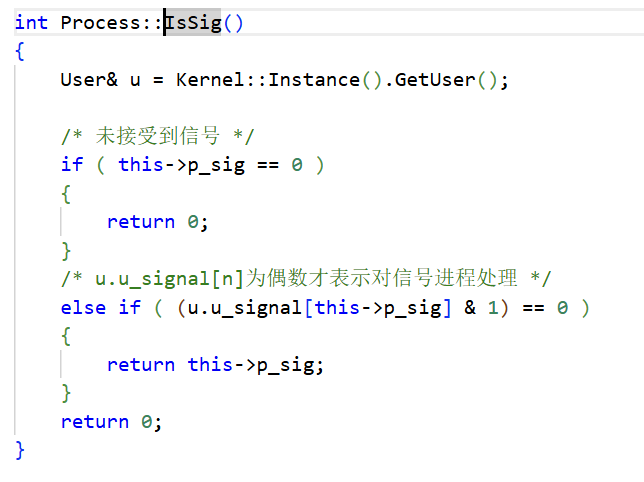 int Process::IsSig()
{
User& u = Kernel::Instance().GetUser();
/* 未接受到信号 */
if ( this->p_sig == 0 )
{
return 0;
}
/* u.u_signal[n]为偶数才表示对信号进程处理 */
else if ( (u.u_signal[this->p_sig] & 1) == 0 )
{
return this->p_sig;
}
return 0;
}